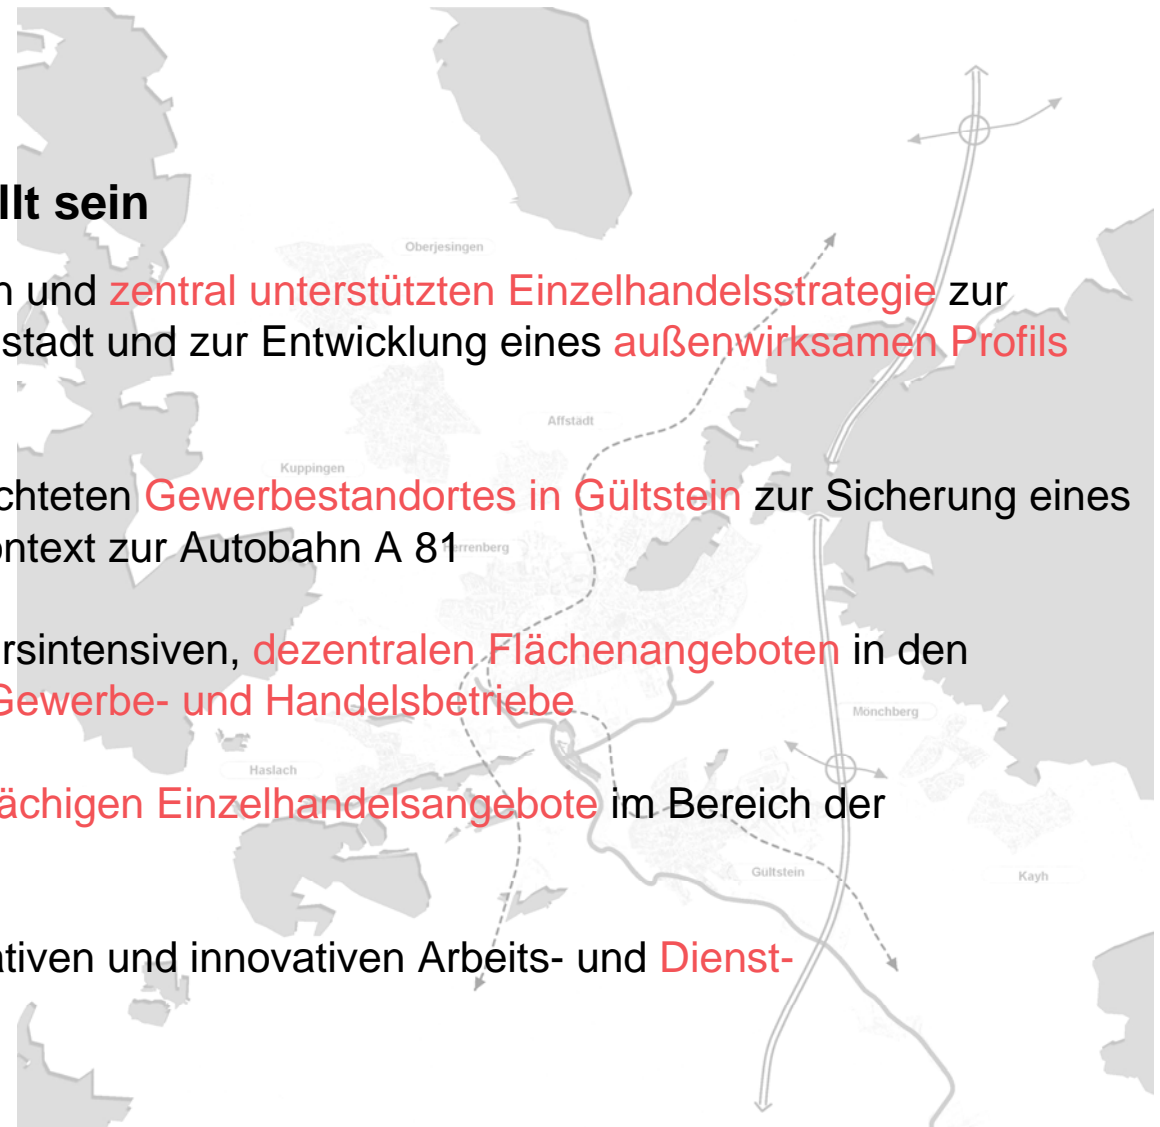 llt sein
Oberjesingen
n und zentral unterstützten Einzelhandelsstrategie zur
stadt und zur Entwicklung eines außenwirksamen Profils
Affstädt
Kuppingen
chteten Gewerbestandortes in Gültstein zur Sicherung eines
ontext zur Autobahn A 81
Herrenberg
rsintensiven, dezentralen Flächenangeboten in den
Gewerbe- und Handelsbetriebe
Mönchberg
Haslach
ächigen Einzelhandelsangebote im Bereich der
Gültstein
Kayh
ativen und innovativen Arbeits- und Dienst-